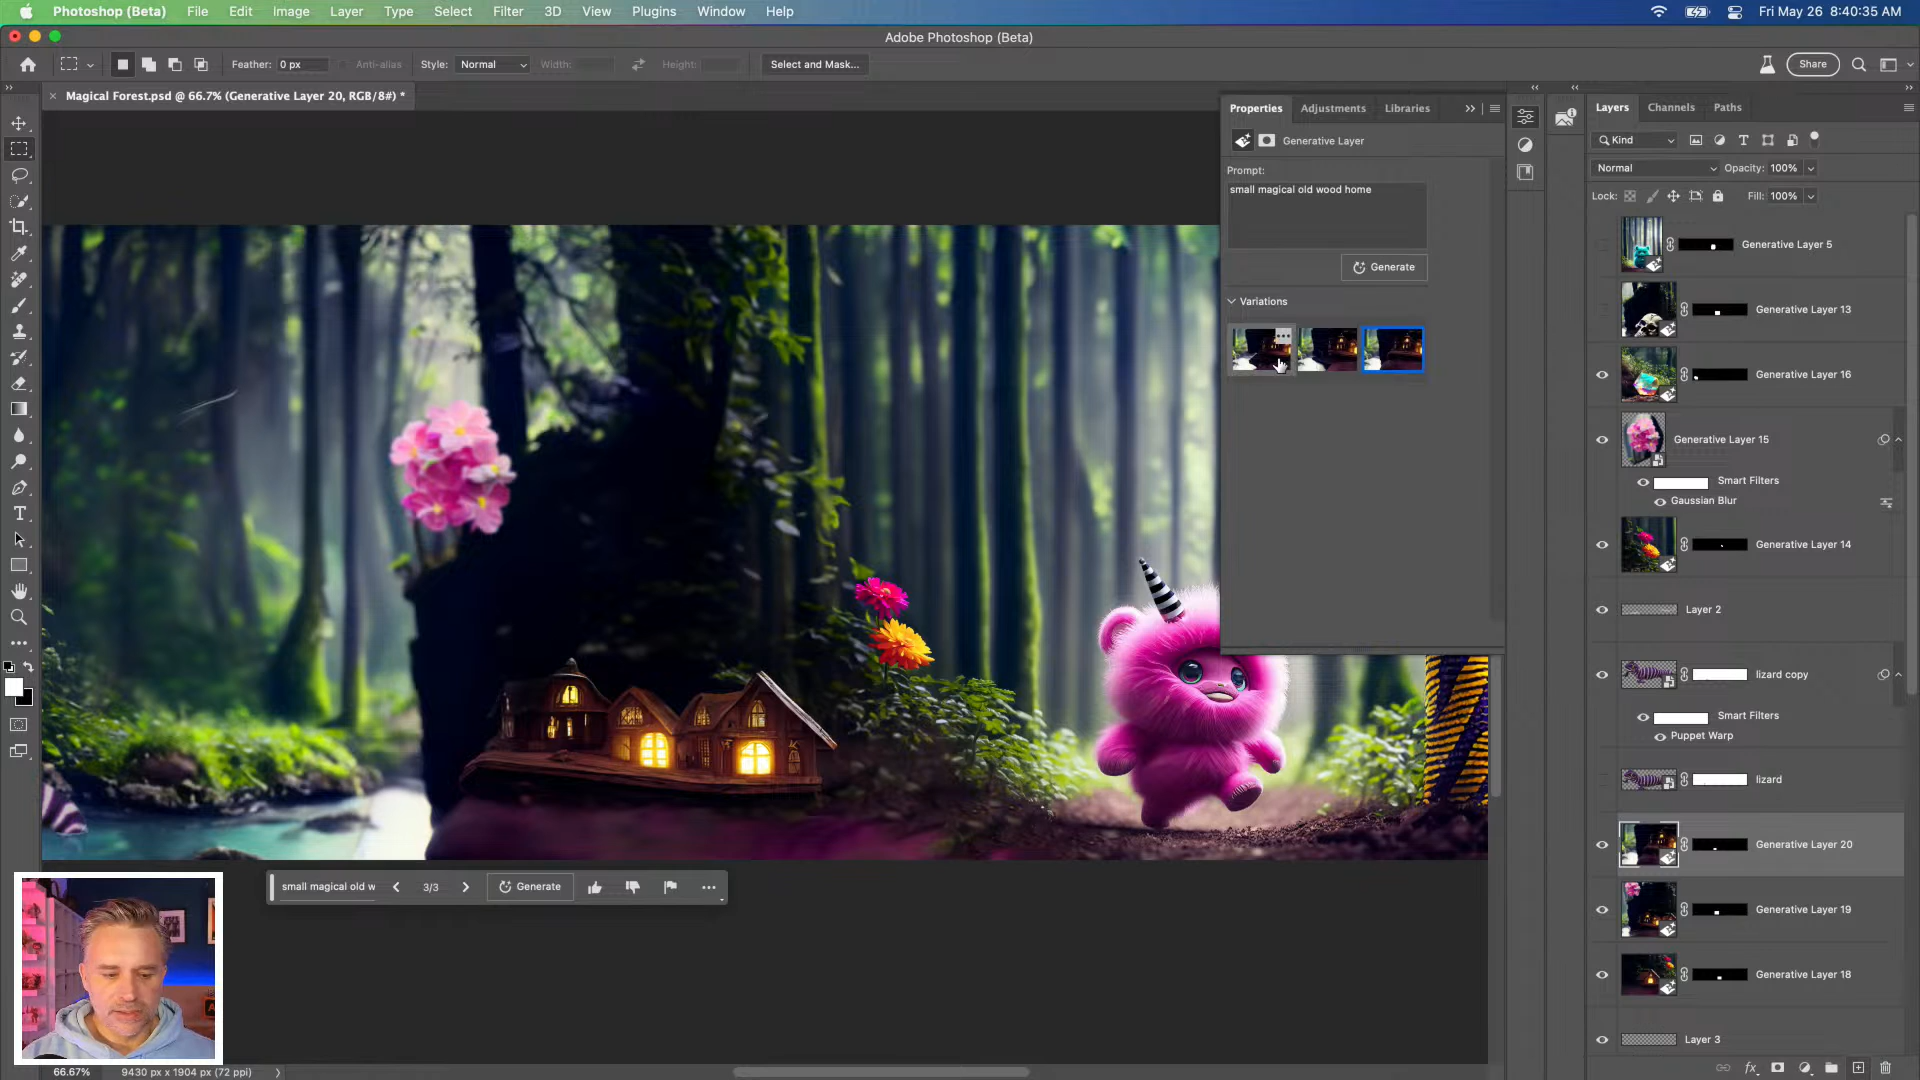 Photoshop (Beta) File Edit Image Layer Type Select Filter 3D View Plugins Window Help Fri May 26 8:40:35 AM
Adobe Photoshop (Beta)
Feather: 0 px Anti-alias Style: Normal Width: Height: Select and Mask... Share
Magical Forest.psd @ 66.7% (Generative Layer 20, RGB/8#) *
Properties Adjustments Libraries
Generative Layer
Prompt:
small magical old wood home
Generate
Variations
Layers Channels Paths
Kind
Normal Opacity: 100%
Lock: Fill: 100%
Generative Layer 5
Generative Layer 13
Generative Layer 16
Generative Layer 15
Smart Filters
Gaussian Blur
Generative Layer 14
Layer 2
lizard copy
Smart Filters
Puppet Warp
lizard
Generative Layer 20
Generative Layer 19
Generative Layer 18
Layer 3
small magical old w 3/3 Generate
66.67% 9430 px x 1904 px (72 ppi)